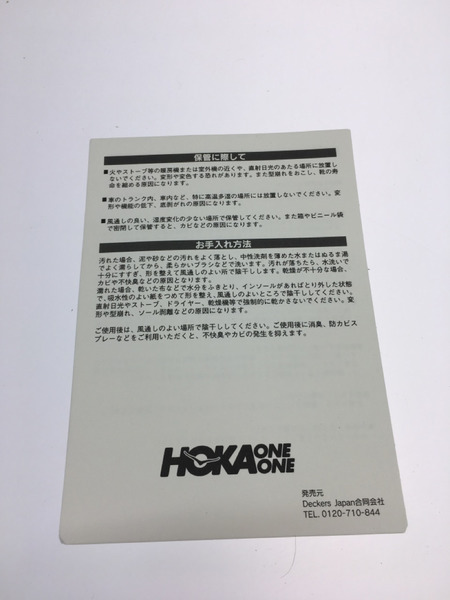 保管に際して
■火やストーブ等の暖房機または室外機の近くや、直射日光のあたる場所に放置し
ないでください。変形や変色する恐れがあります。また型崩れをおこし、靴の寿
命を縮める原因になります。
■車のトランク内、車内など、特に高温多湿の場所には放置しないでください。変
形や機能の低下、底剥がれの原因になります。
■風通しの良い、湿度変化の少ない場所で保管してください。また箱やビニール袋
で密閉して保管すると、カビなどの原因になります。
お手入れ方法
汚れた場合、泥や砂などの汚れをよく落とし、中性洗剤を薄めた水またはぬるま湯
でよく濡らしてから、柔らかいブラシなどで洗います。汚れが落ちたら、水洗いで
十分にすすぎ、形を整えて風通しのよい所で陰干しします。乾燥が不十分な場合、
カビや不快臭などの原因となります。
濡れた場合、乾いた布などで水分をふきとり、インソールがあればとり外した状態
で、吸水性のよい紙をつめて形を整え、風通しのよいところで陰干してください。
直射日光やストーブ、ドライヤー、乾燥機等で強制的に乾かさないでください。変
形や型崩れ、ソール剥離などの原因になります。
ご使用後は、風通しのよい場所で陰干ししてください。ご使用後に消臭、防カビス
プレーなどをご利用いただくと、不快臭やカビの発生を抑えます。
HOKA ONE ONE
発売元
Deckers Japan合同会社
TEL. 0120-710-844